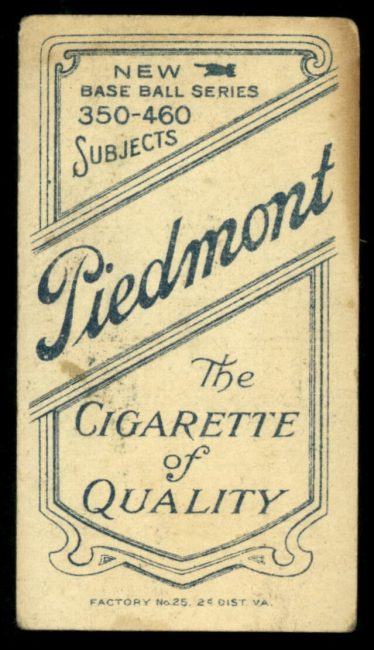 NEW
BASE BALL SERIES
350-460
SUBJECTS
Piedmont
The
CIGARETTE
of
QUALITY
FACTORY No. 25, 2d DIST. VA.